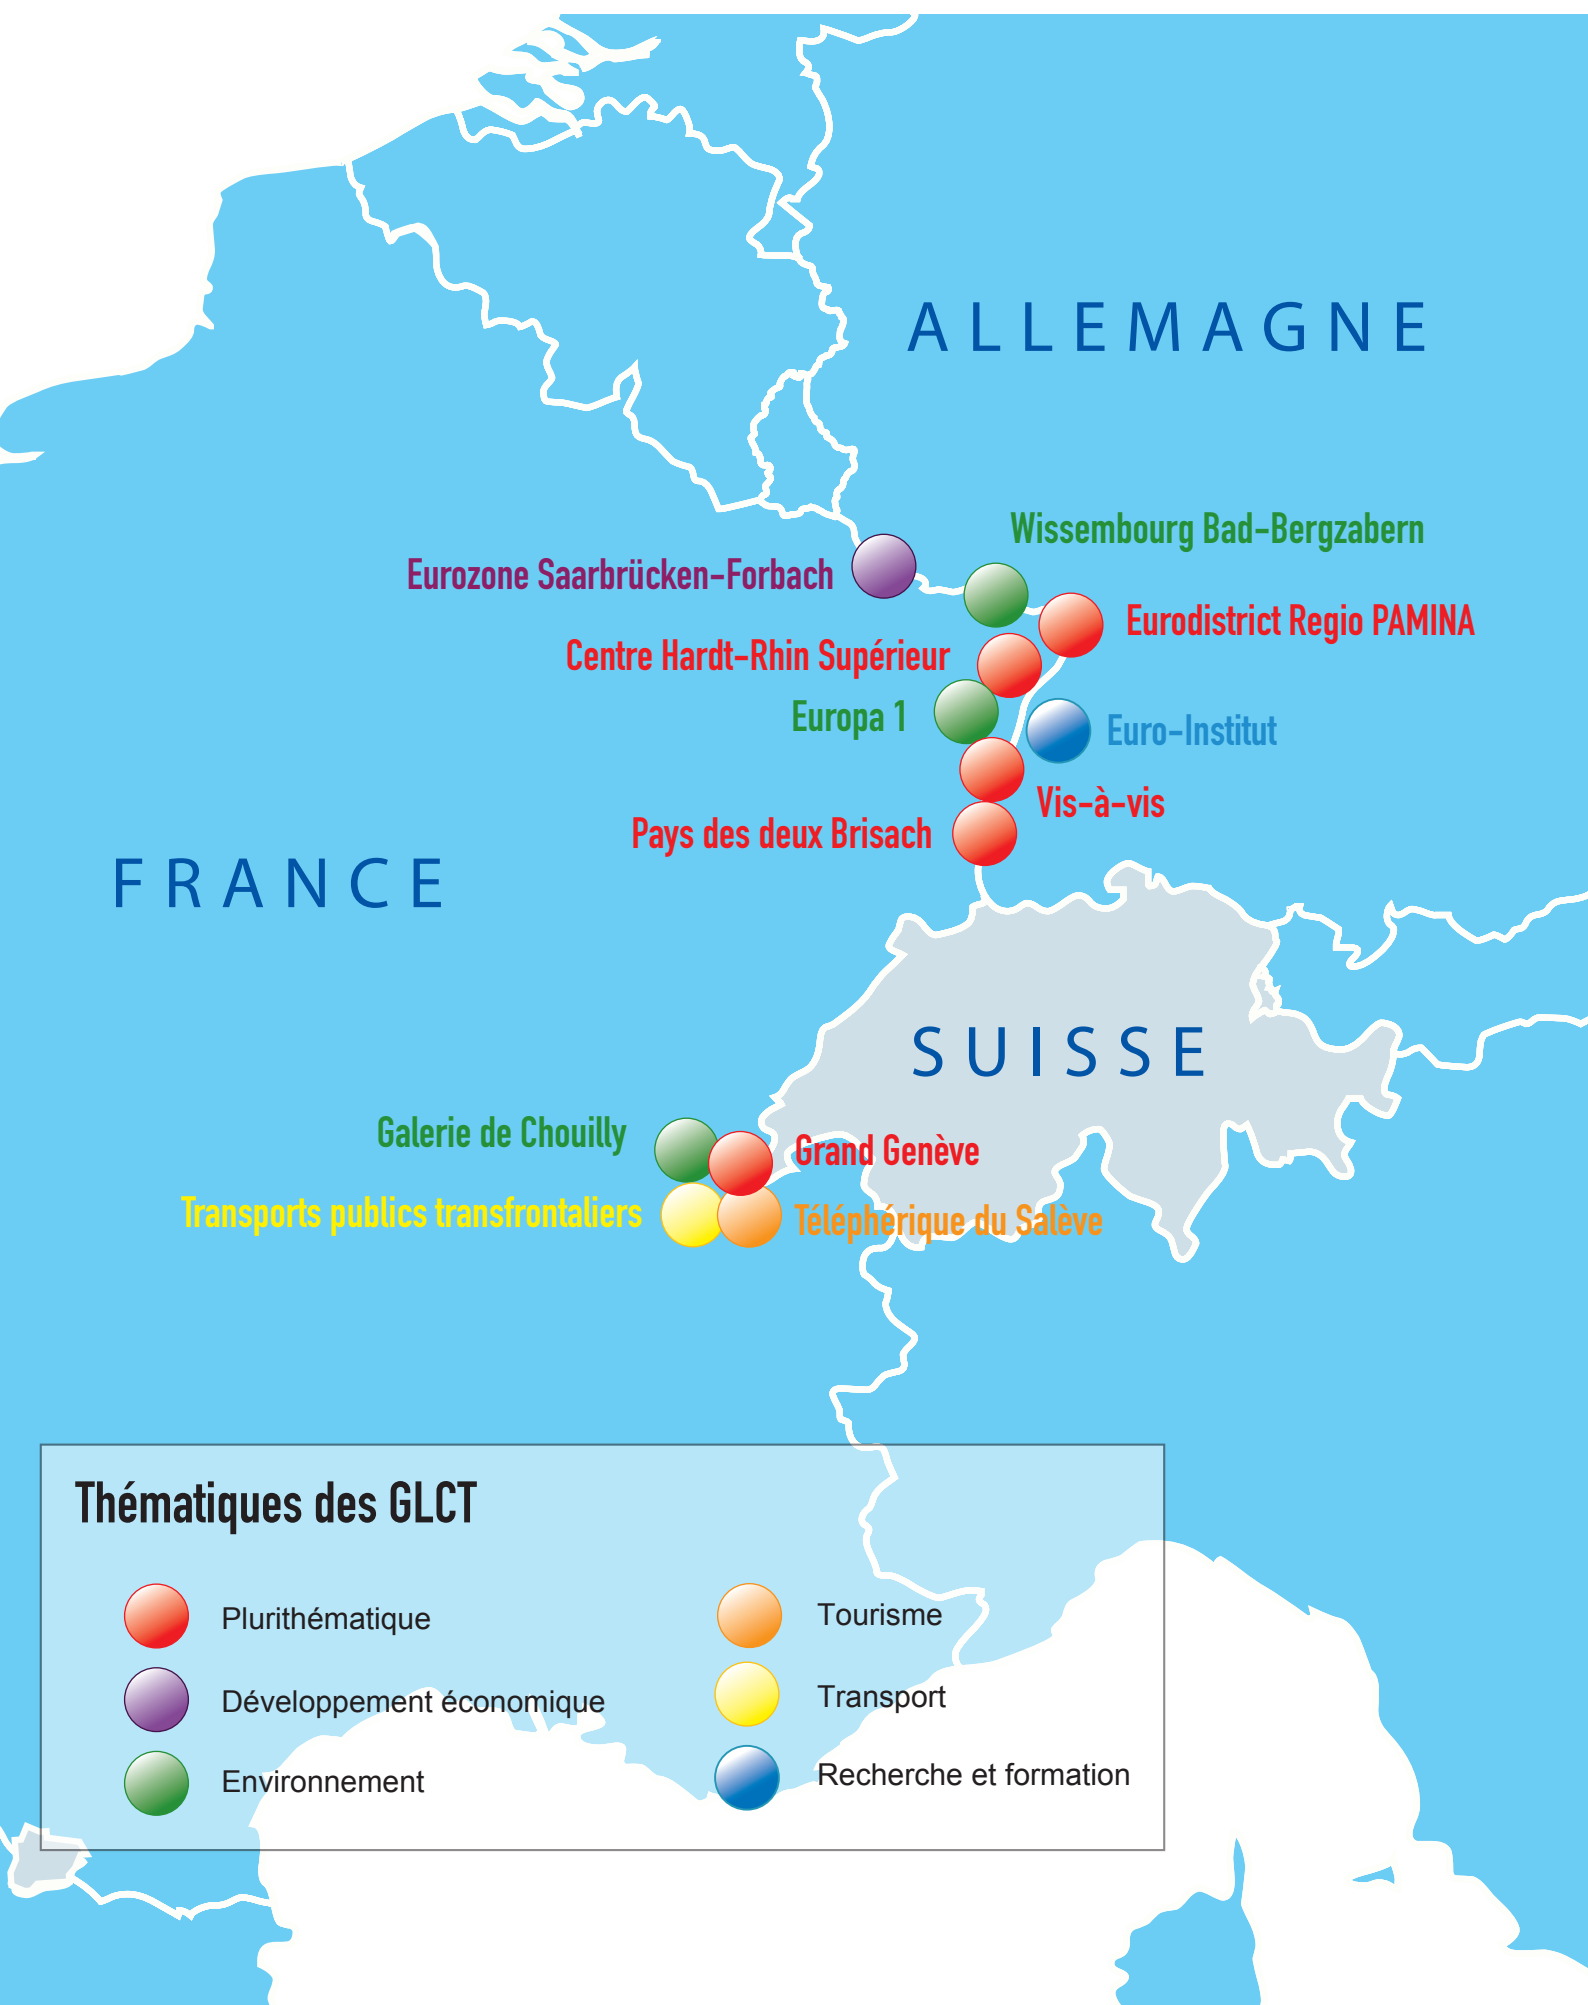 ALLEMAGNE
Wissembourg Bad-Bergzabern
Eurozone Saarbrücken-Forbach
Eurodistrict Regio PAMINA
Centre Hardt-Rhin Supérieur
Europa 1
Euro-Institut
Vis-à-vis
Pays des deux Brisach
FRANCE
SUISSE
Galerie de Chouilly
Grand Genève
Transports publics transfrontaliers
Téléphérique du Salève
Thématiques des GLCT
Plurithématique
Développement économique
Environnement
Tourisme
Transport
Recherche et formation